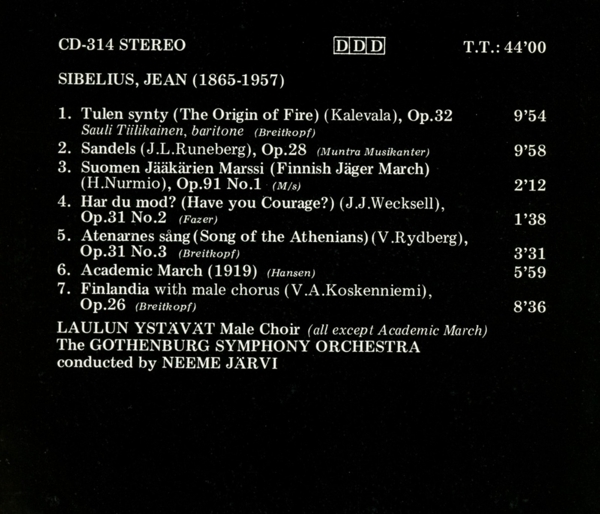 CD-314 STEREO DDD T.T.: 44'00
SIBELIUS, JEAN (1865-1957)
1. Tulen synty (The Origin of Fire) (Kalevala), Op.32 9'54
Sauli Tiilikainen, baritone (Breitkopf)
2. Sandels (J.L.Runeberg), Op.28 (Muntra Musikanter) 9'58
3. Suomen Jääkärien Marssi (Finnish Jäger March)
(H.Nurmio), Op.91 No.1 (M/s) 2'12
4. Har du mod? (Have you Courage?) (J.J.Wecksell),
Op.31 No.2 (Fazer) 1'38
5. Atenarnes sång (Song of the Athenians) (V.Rydberg),
Op.31 No.3 (Breitkopf) 3'31
6. Academic March (1919) (Hansen) 5'59
7. Finlandia with male chorus (V.A.Koskenniemi),
Op.26 (Breitkopf) 8'36
LAULUN YSTÄVÄT Male Choir (all except Academic March)
The GOTHENBURG SYMPHONY ORCHESTRA
conducted by NEEME JÄRVI